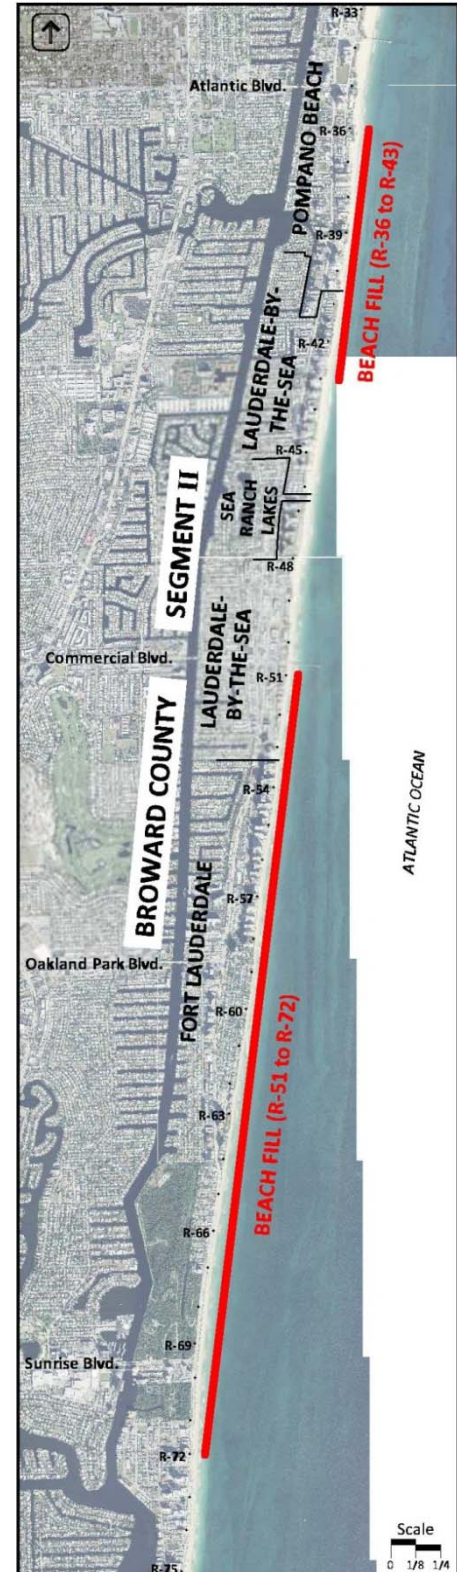 R-33
Atlantic Blvd.
R-36
POMPANO BEACH
R-39
BEACH FILL (R-36 to R-43)
LAUDERDALE-BY-
THE-SEA
R-42
R-45
SEA
RANCH
LAKES
SEGMENT II
R-48
Commercial Blvd.
LAUDERDALE-
BY-THE-SEA
R-51
BROWARD COUNTY
R-54
ATLANTIC OCEAN
FORT LAUDERDALE
R-57
Oakland Park Blvd.
R-60
BEACH FILL (R-51 to R-72)
R-63
R-66
R-69
Sunrise Blvd.
R-72
Scale
0 1/8 1/4
R-75